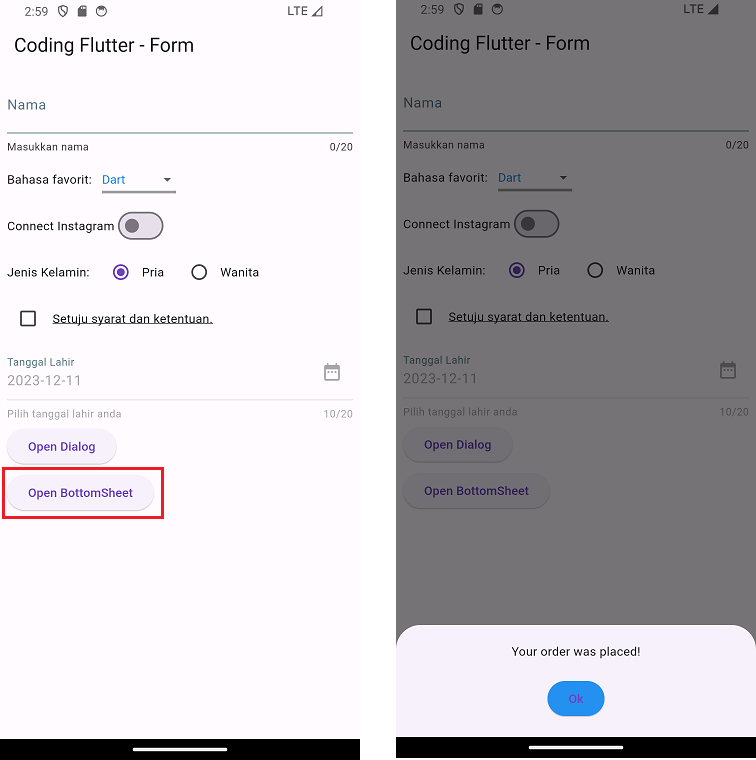 2:59 LTE
Coding Flutter - Form
Nama
Masukkan nama 0/20
Bahasa favorit: Dart
Connect Instagram
Jenis Kelamin: Pria Wanita
Setuju syarat dan ketentuan.
Tanggal Lahir
2023-12-11
Pilih tanggal lahir anda 10/20
Open Dialog
Open BottomSheet
2:59 LTE
Coding Flutter - Form
Nama
Masukkan nama 0/20
Bahasa favorit: Dart
Connect Instagram
Jenis Kelamin: Pria Wanita
Setuju syarat dan ketentuan.
Tanggal Lahir
2023-12-11
Pilih tanggal lahir anda 10/20
Open Dialog
Open BottomSheet
Your order was placed!
Ok